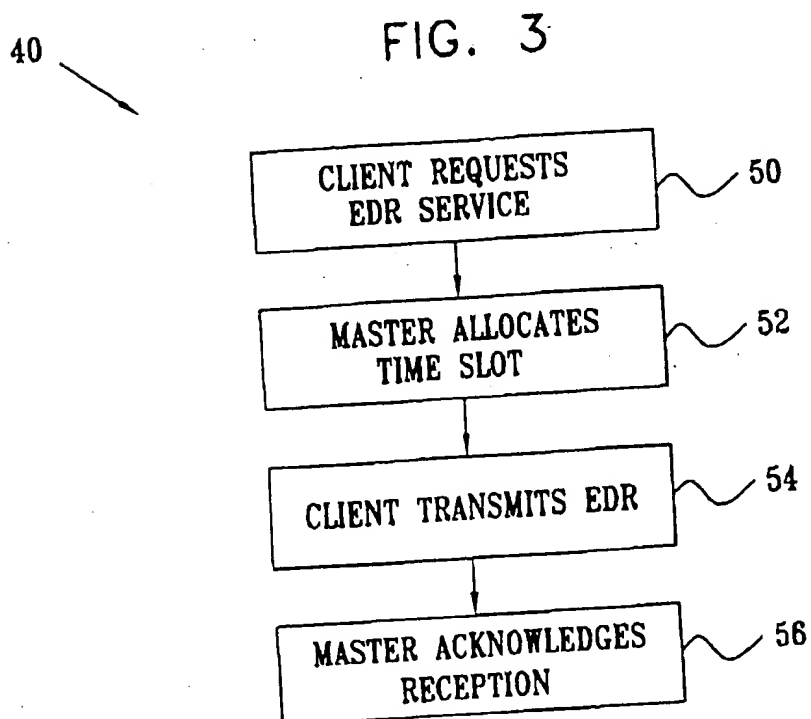 FIG. 3
40
CLIENT REQUESTS
EDR SERVICE
50
MASTER ALLOCATES
TIME SLOT
52
CLIENT TRANSMITS EDR
54
MASTER ACKNOWLEDGES
RECEPTION
56